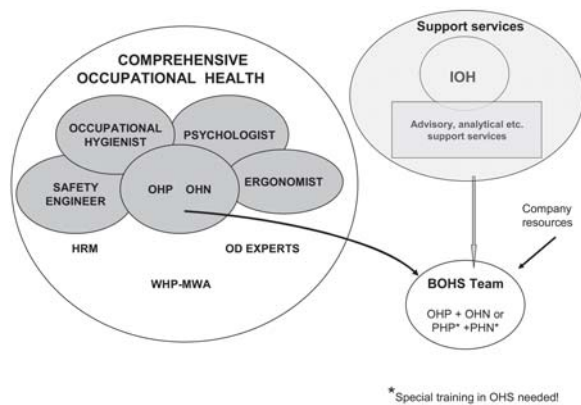 COMPREHENSIVE
OCCUPATIONAL HEALTH
OCCUPATIONAL
HYGIENIST
PSYCHOLOGIST
SAFETY
ENGINEER
OHP OHN
ERGONOMIST
HRM
OD EXPERTS
WHP-MWA
Support services
IOH
Advisory, analytical etc.
support services
Company
resources
BOHS Team
OHP + OHN or
PHP* +PHN*
*Special training in OHS needed!